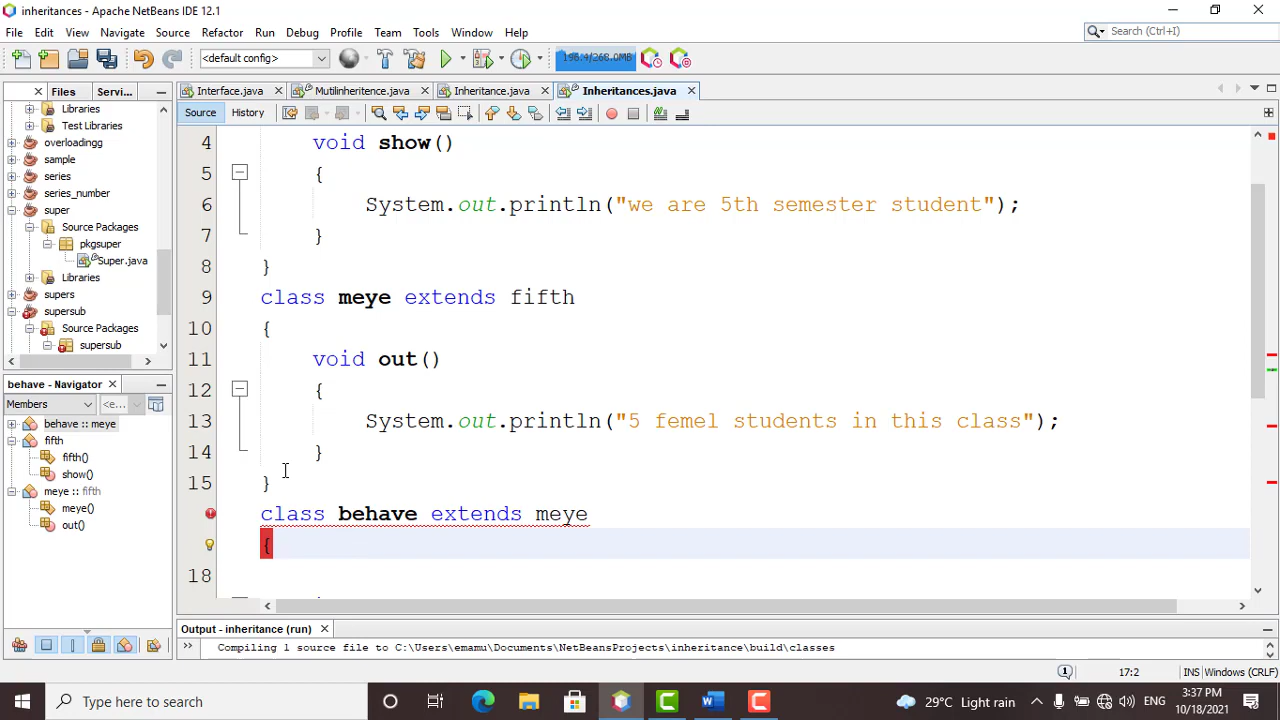 inheritances - Apache NetBeans IDE 12.1
File Edit View Navigate Source Refactor Run Debug Profile Team Tools Window Help
Search (Ctrl+I)
<default config>
198.4/268.0MB
Files Servi...
Interface.java Mutilinheritence.java Inheritance.java Inheritances.java
Source History
Libraries
Test Libraries
overloadingg
sample
series
series_number
super
Source Packages
pkgsuper
Super.java
Libraries
supers
supersub
Source Packages
supersub
behave - Navigator
Members <e...
behave :: meye
fifth
fifth()
show()
meye :: fifth
meye()
out()
4 void show()
5 {
6 System.out.println("we are 5th semester student");
7 }
8 }
9 class meye extends fifth
10 {
11 void out()
12 {
13 System.out.println("5 femel students in this class");
14 }
15 }
class behave extends meye
{
18
Output - inheritance (run)
Compiling 1 source file to C:\Users\emamu\Documents\NetBeansProjects\inheritance\build\classes
1 17:2 INS Windows (CRLF)
Type here to search
29°C Light rain
ENG
3:37 PM
10/18/2021